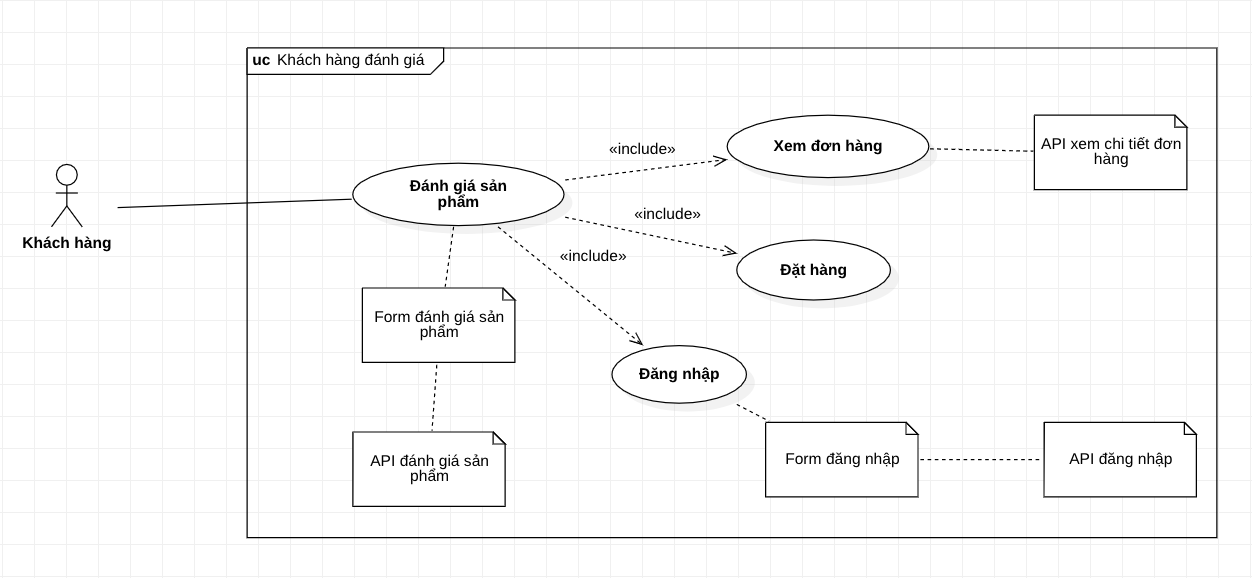 uc Khách hàng đánh giá
Xem đơn hàng
API xem chi tiết đơn
hàng
«include»
Đánh giá sản
phẩm
«include»
Khách hàng
«include»
Đặt hàng
Form đánh giá sản
phẩm
Đăng nhập
API đánh giá sản
phẩm
Form đăng nhập
API đăng nhập